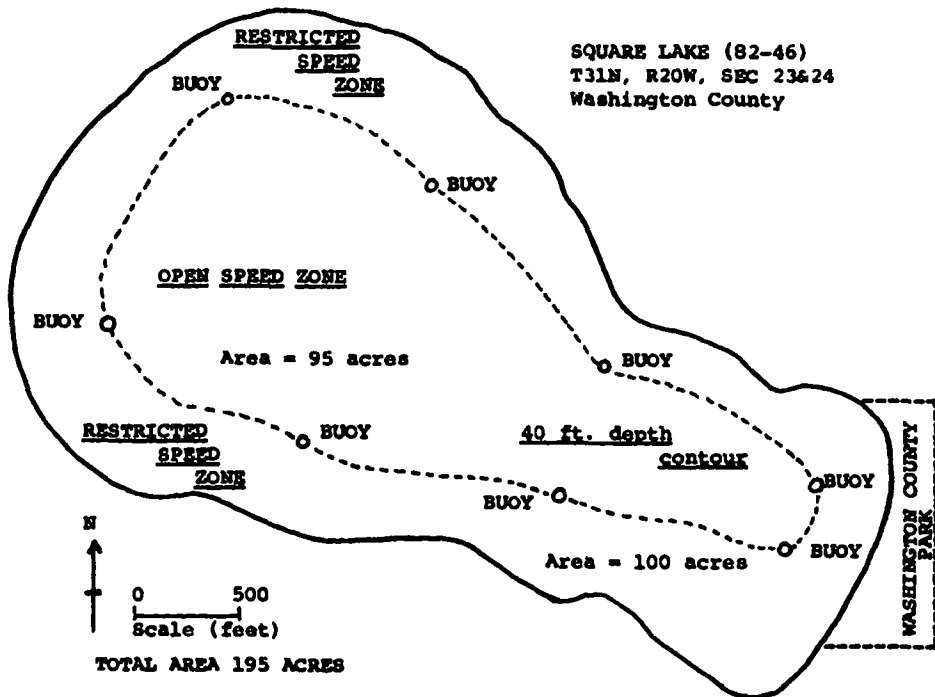 RESTRICTED
SPEED
ZONE
SQUARE LAKE (82-46)
T31N, R20W, SEC 23&24
Washington County
BUOY
BUOY
OPEN SPEED ZONE
BUOY
Area = 95 acres
BUOY
RESTRICTED
SPEED
ZONE
BUOY
40 ft. depth
contour
BUOY
BUOY
BUOY
Area = 100 acres
WASHINGTON COUNTY
PARK
N
0 500
Scale (feet)
TOTAL AREA 195 ACRES